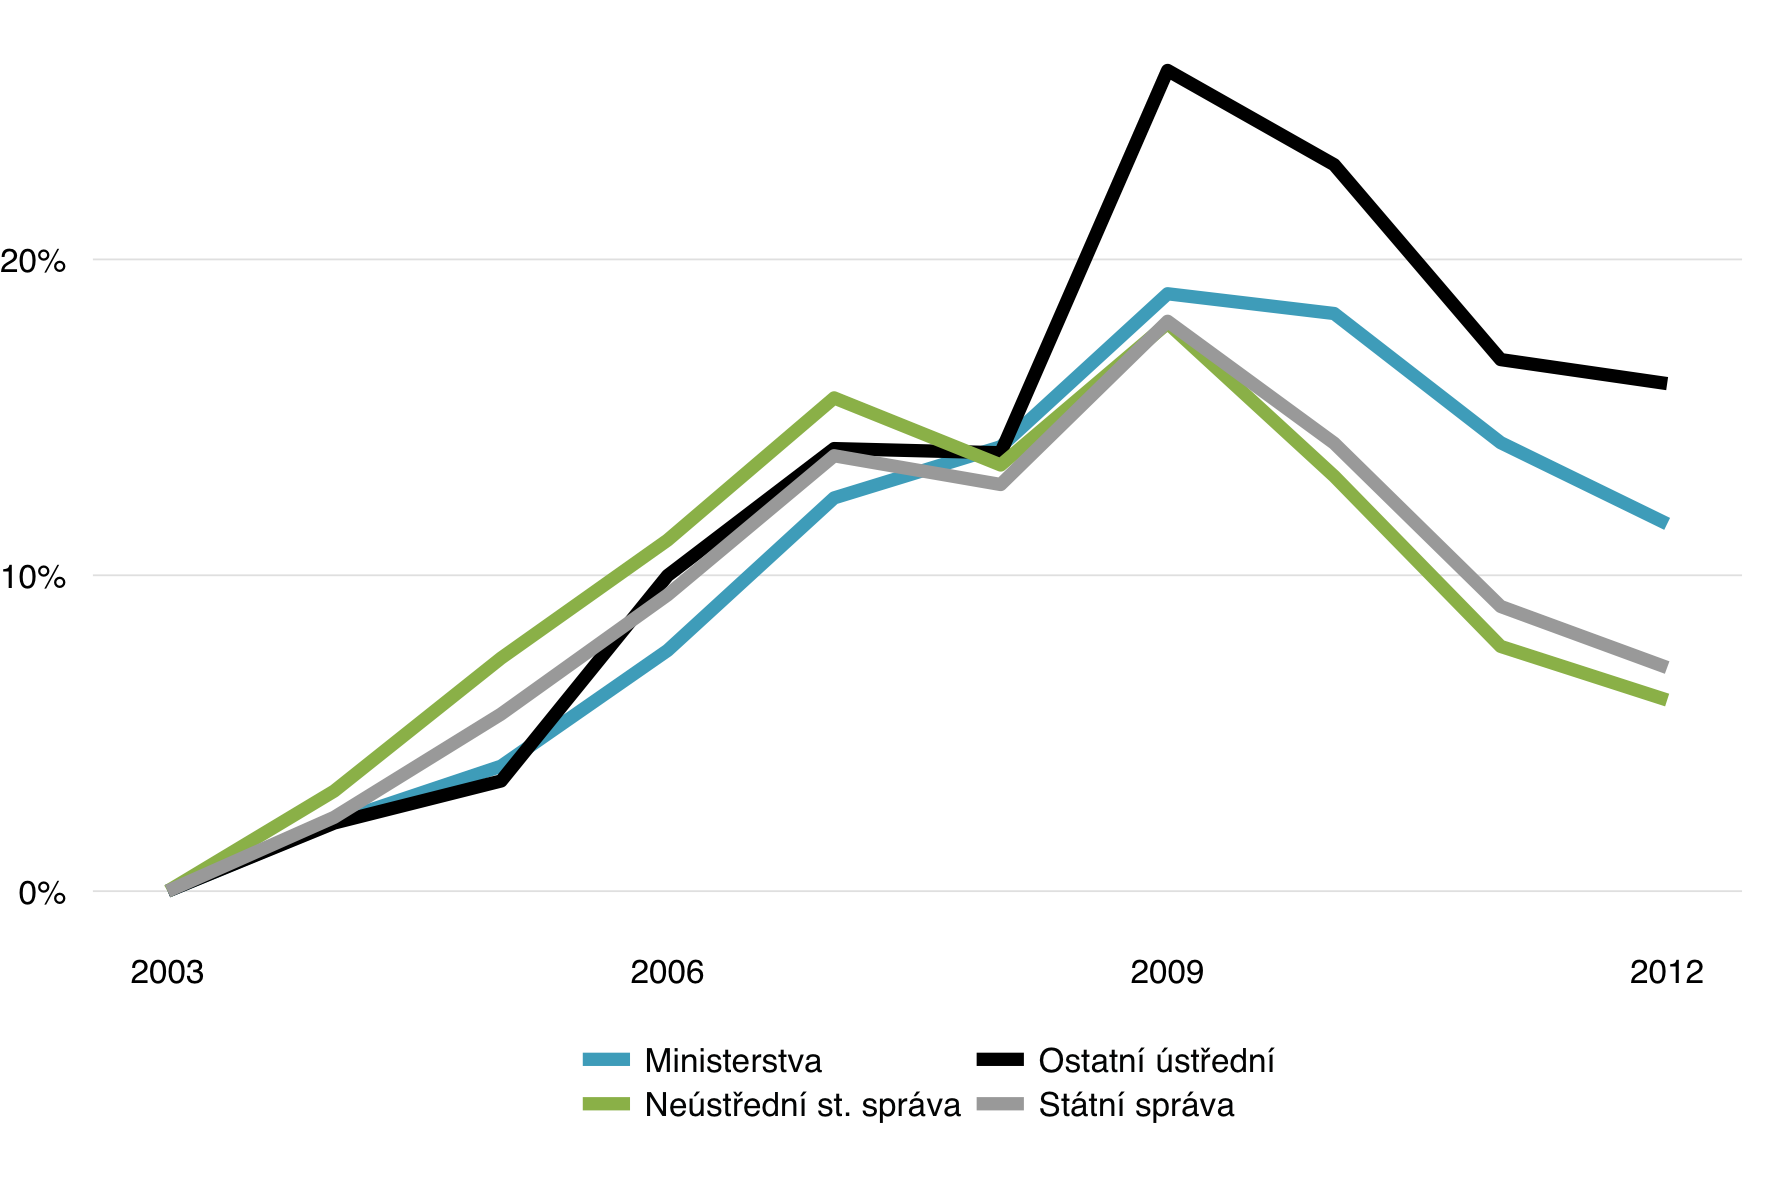 20%
10%
0%
2003 2006 2009 2012
Ministerstva Ostatní ústřední
Neústřední st. správa Státní správa